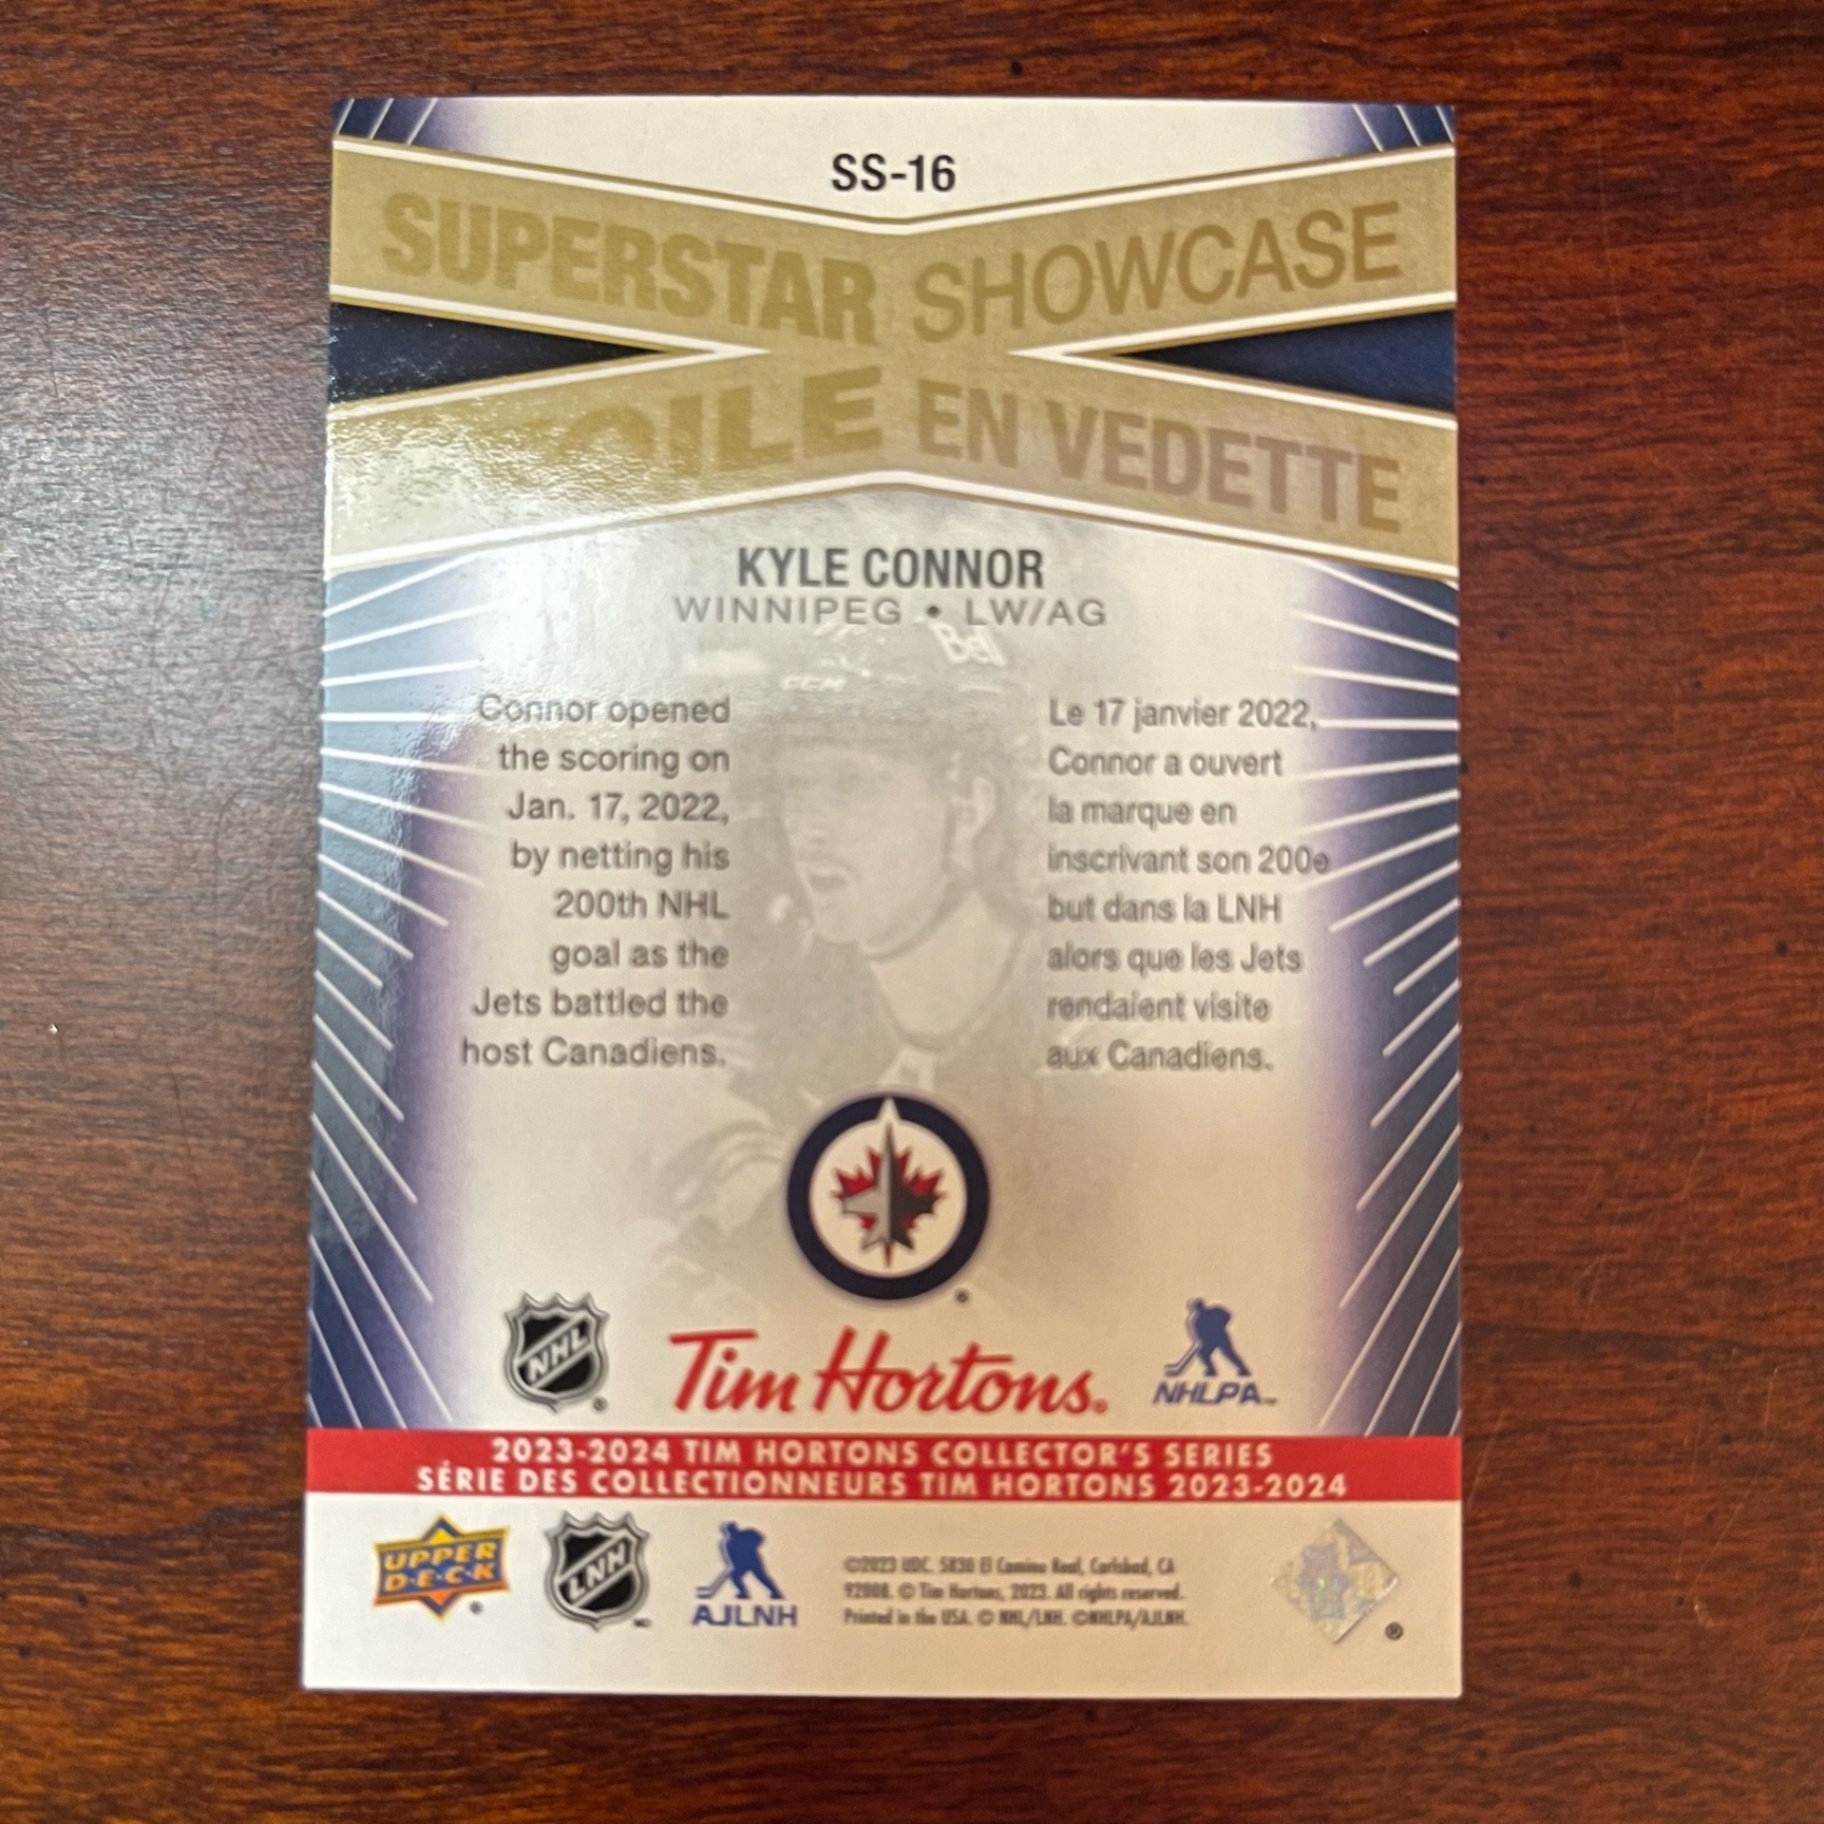 SS-16
SUPERSTAR SHOWCASE
EN VEDETTE
KYLE CONNOR
WINNIPEG • LW/AG
Bell
CCM
Connor opened
the scoring on
Jan. 17, 2022,
by netting his
200th NHL
goal as the
Jets battled the
host Canadiens.
Le 17 janvier 2022,
Connor a ouvert
la marque en
inscrivant son 200e
but dans la LNH
alors que les Jets
rendaient visite
aux Canadiens.
NHL
Tim Hortons®
NHLPA™
2023-2024 TIM HORTONS COLLECTOR'S SERIES
SÉRIE DES COLLECTIONNEURS TIM HORTONS 2023-2024
UPPER DECK
LNH
AJLNH
©2023 UDC. 5830 El Camino Real, Carlsbad, CA
92008. © Tim Hortons, 2023. All rights reserved.
Printed in the USA. © NHL/LNH. ©NHLPA/AJLNH.